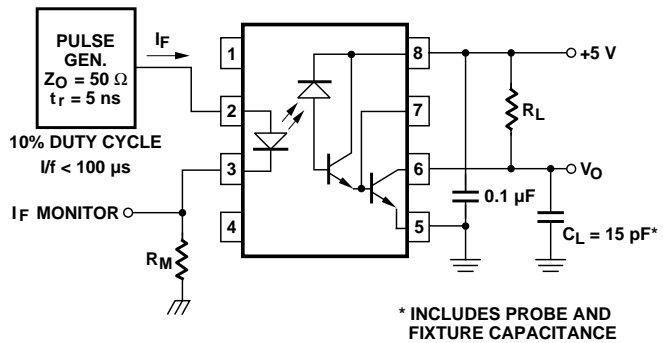 PULSE
GEN.
ZO = 50 Ω
tr = 5 ns
IF
10% DUTY CYCLE
I/f < 100 µs
IF MONITOR
RM
1
2
3
4
8
7
6
5
+5 V
RL
VO
0.1 µF
CL = 15 pF*
* INCLUDES PROBE AND
FIXTURE CAPACITANCE